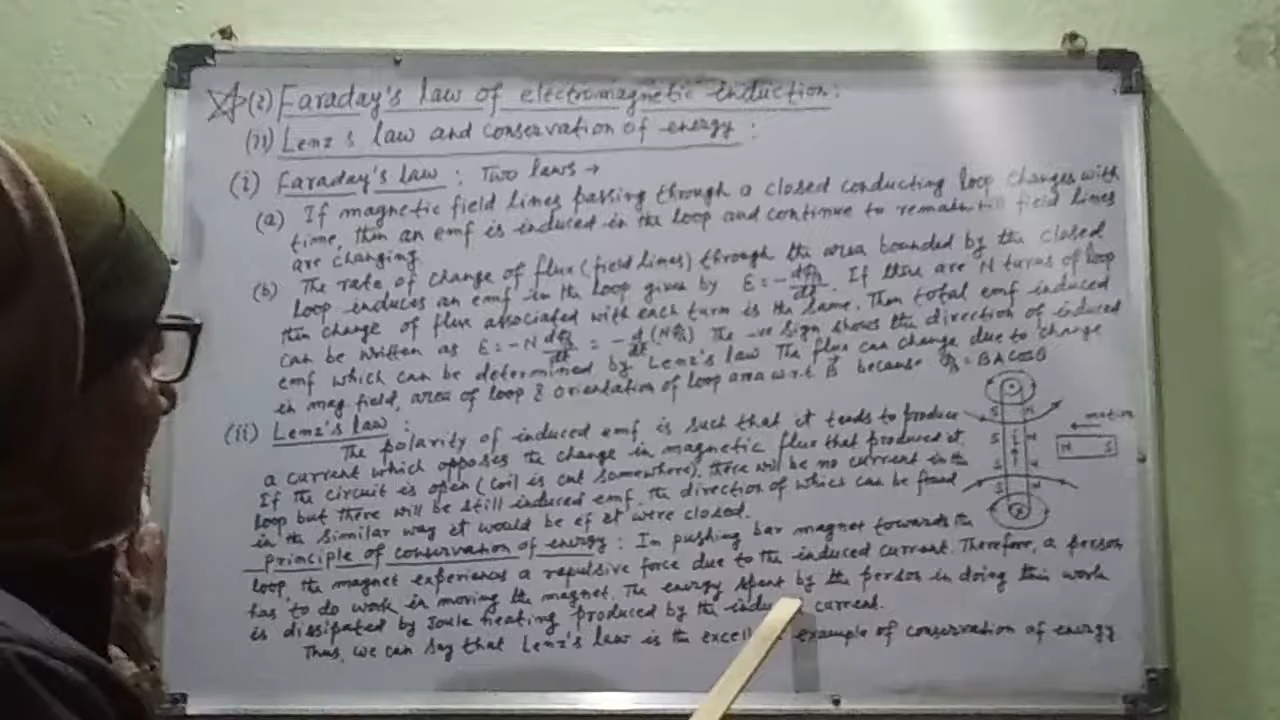 (i) Faraday's law of electromagnetic induction:
(ii) Lenz's law and conservation of energy:
(i) Faraday's law: Two laws →
(a) If magnetic field lines passing through a closed conducting loop changes with
time, then an emf is induced in the loop and continue to remain till field lines
are changing
(b) The rate of change of flux (field lines) through the area bounded by the closed
loop induces an emf in the loop given by ε = -dΦB/dt. If there are N turns of loop
then change of flux associated with each turn is the same. Then total emf induced
can be written as ε = -N dΦB/dt = -d/dt (NΦB) The -ve sign shows the direction of induced
emf which can be determined by Lenz's law The flux can change due to change
in mag field, area of loop & orientation of loop area w.r.t. B⃗ because ΦB = BA cosθ
(ii) Lenz's law:
The polarity of induced emf is such that it tends to produce
a current which opposes the change in magnetic flux that produced it.
If the circuit is open (coil is cut somewhere), there will be no current in the
loop but there will be still induced emf. the direction of which can be found
in the similar way it would be if it were closed.
principle of conservation of energy: In pushing bar magnet towards the
loop, the magnet experiences a repulsive force due to the induced current. Therefore, a person
has to do work in moving the magnet. The energy spent by the person in doing this work
is dissipated by Joule heating produced by the current.
Thus, we can say that Lenz's law is the example of conservation of energy
S N
S N
S N
S N
motion
N S